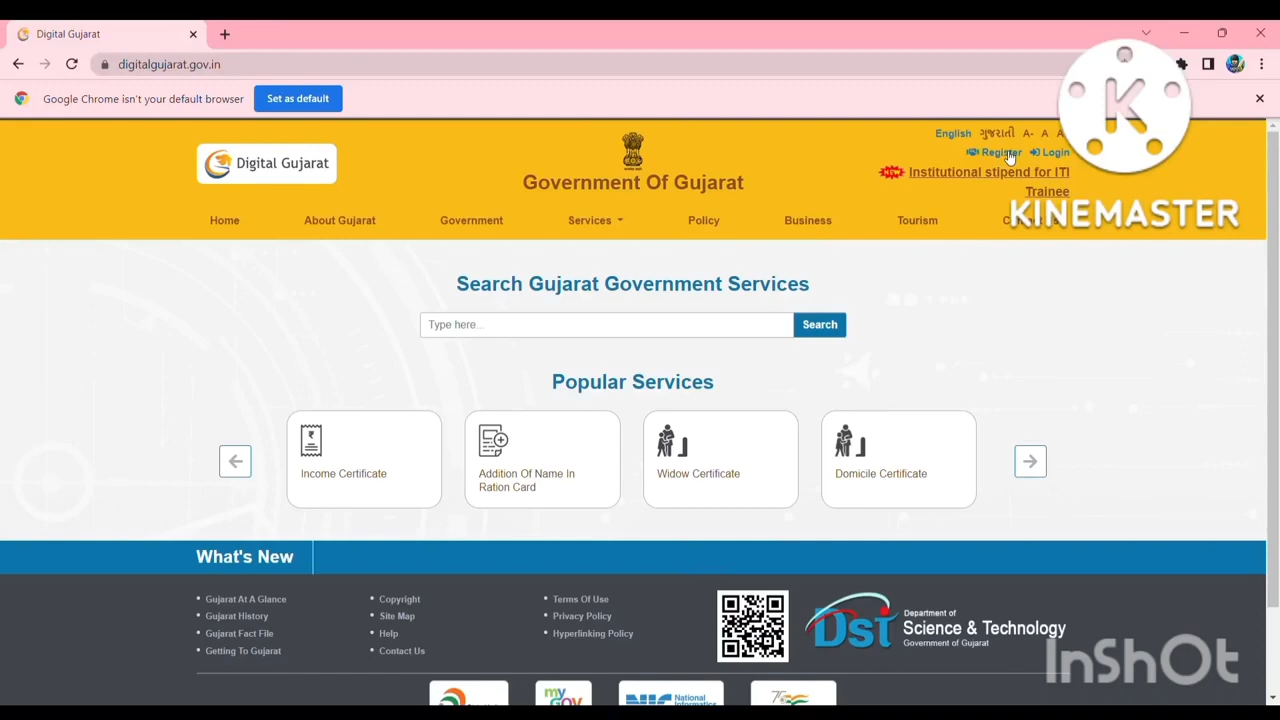 Digital Gujarat
digitalgujarat.gov.in
Google Chrome isn't your default browser
Set as default
English ગુજરાતી A- A
Register Login
Digital Gujarat
Government Of Gujarat
NEW Institutional stipend for ITI
Trainee
KINEMASTER
Home About Gujarat Government Services Policy Business Tourism
Search Gujarat Government Services
Type here...
Search
Popular Services
Income Certificate
Addition Of Name In
Ration Card
Widow Certificate
Domicile Certificate
What's New
Gujarat At A Glance
Gujarat History
Gujarat Fact File
Getting To Gujarat
Copyright
Site Map
Help
Contact Us
Terms Of Use
Privacy Policy
Hyperlinking Policy
Dst
Department of
Science & Technology
Government of Gujarat
InShOt
my
GOV
NIC National
Informatics